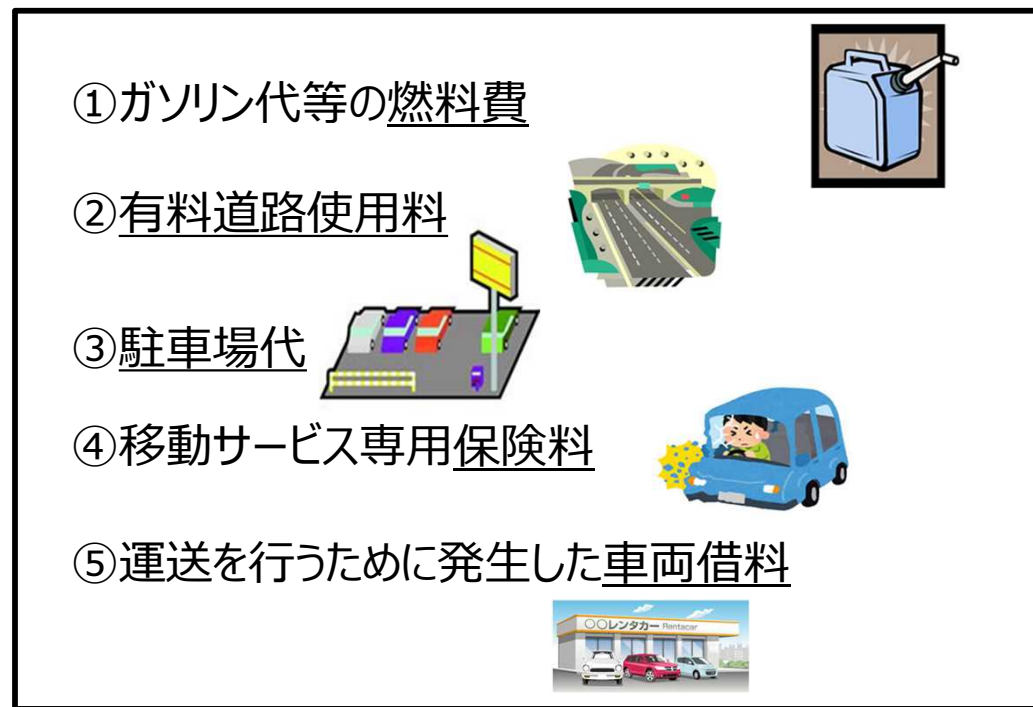 ①ガソリン代等の燃料費
②有料道路使用料
③駐車場代
④移動サービス専用保険料
⑤運送を行うために発生した車両借料
〇〇レンタカー Rentacar